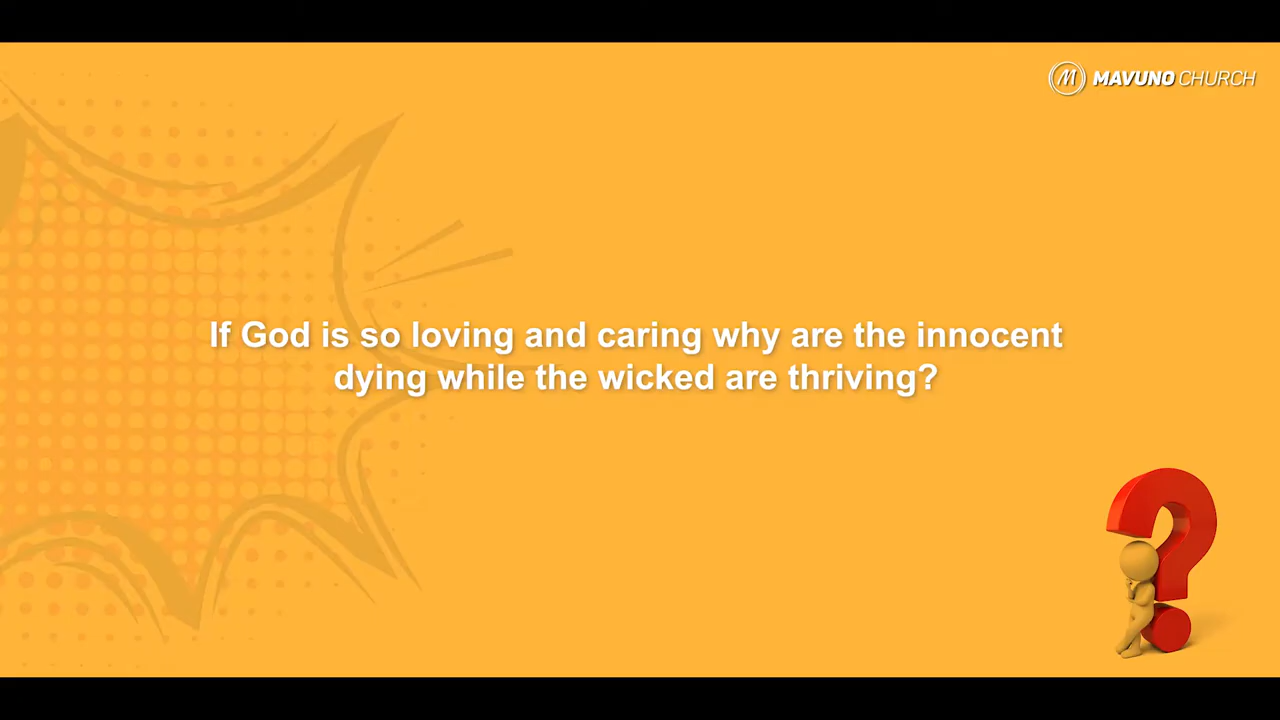 MAVUNO CHURCH
If God is so loving and caring why are the innocent
dying while the wicked are thriving?